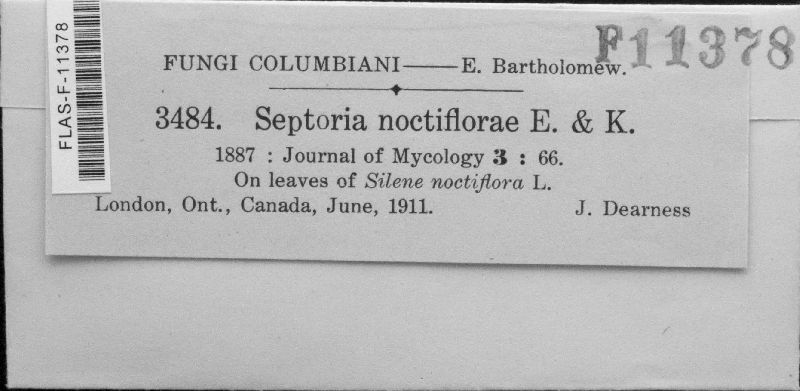 FLAS-F-11378
F11378
FUNGI COLUMBIANI——E. Bartholomew.
3484. Septoria noctiflorae E. & K.
1887 : Journal of Mycology 3 : 66.
On leaves of Silene noctiflora L.
London, Ont., Canada, June, 1911. J. Dearness